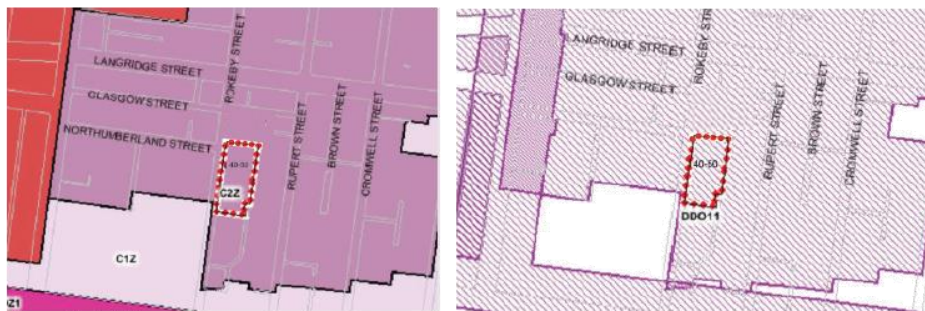 LANGRIDGE STREET
GLASGOW STREET
NORTHUMBERLAND STREET
ROKEBY STREET
RUPERT STREET
BROWN STREET
CROMWELL STREET
40-50
C2Z
C1Z
Z1
LANGRIDGE STREET
GLASGOW STREET
ROKEBY STREET
RUPERT STREET
BROWN STREET
CROMWELL STREET
40-50
DDO11